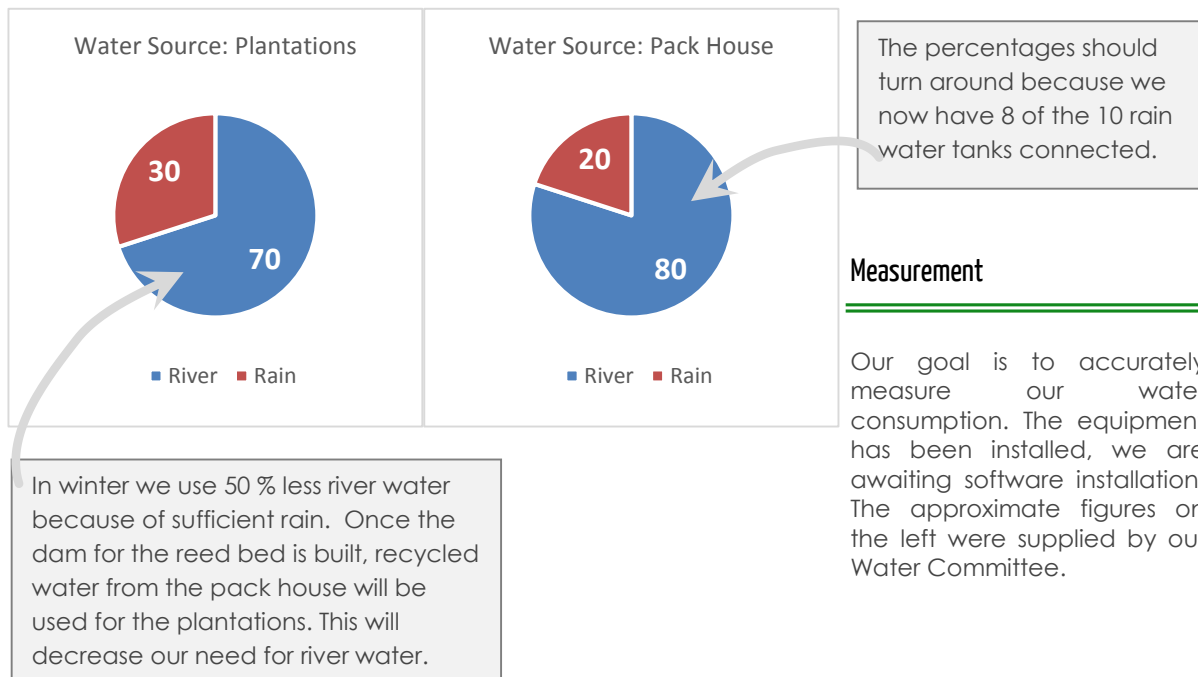 Water Source: Plantations
30
70
River Rain
Water Source: Pack House
20
80
River Rain
The percentages should
turn around because we
now have 8 of the 10 rain
water tanks connected.
Measurement
Our goal is to accurately
measure our wate
consumption. The equipmen
has been installed, we are
awaiting software installation
The approximate figures on
the left were supplied by ou
Water Committee.
In winter we use 50 % less river water
because of sufficient rain. Once the
dam for the reed bed is built, recycled
water from the pack house will be
used for the plantations. This will
decrease our need for river water.